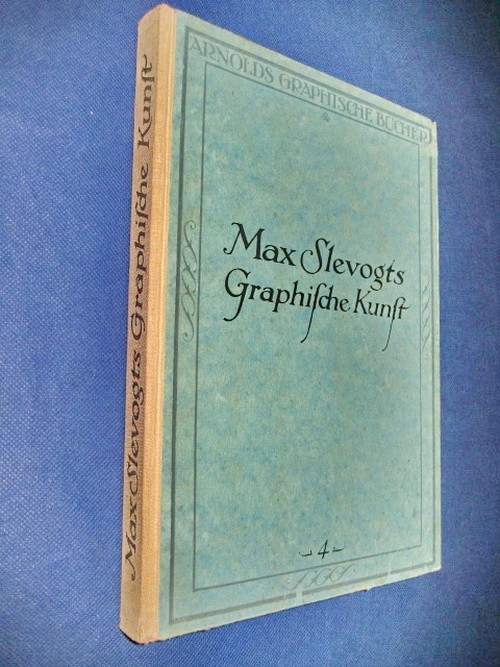 ARNOLDS GRAPHISCHE BÜCHER
Max Slevogts
Graphiſche Kunſt
4
Max Slevogts Graphiſche Kunſt